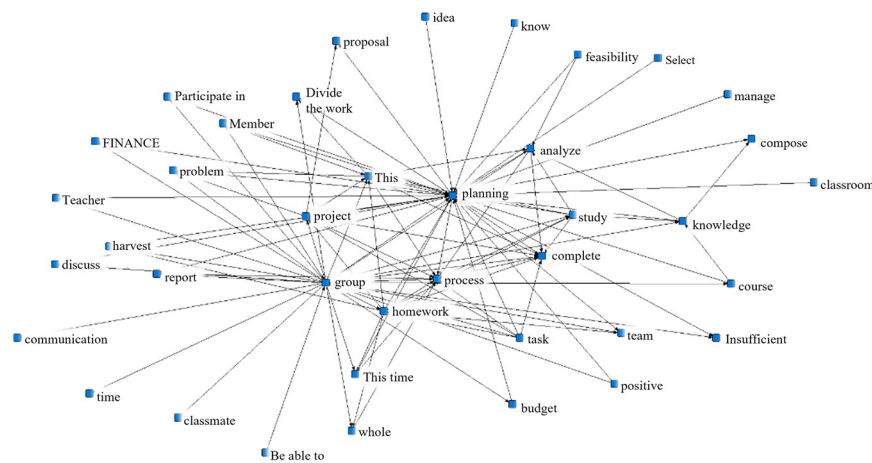 idea
know
proposal
feasibility
Select
Participate in
Divide
the work
manage
Member
FINANCE
analyze
compose
problem
This
classroom
Teacher
planning
project
study
knowledge
harvest
discuss
report
group
process
complete
course
homework
communication
task
team
Insufficient
This time
positive
time
budget
classmate
whole
Be able to